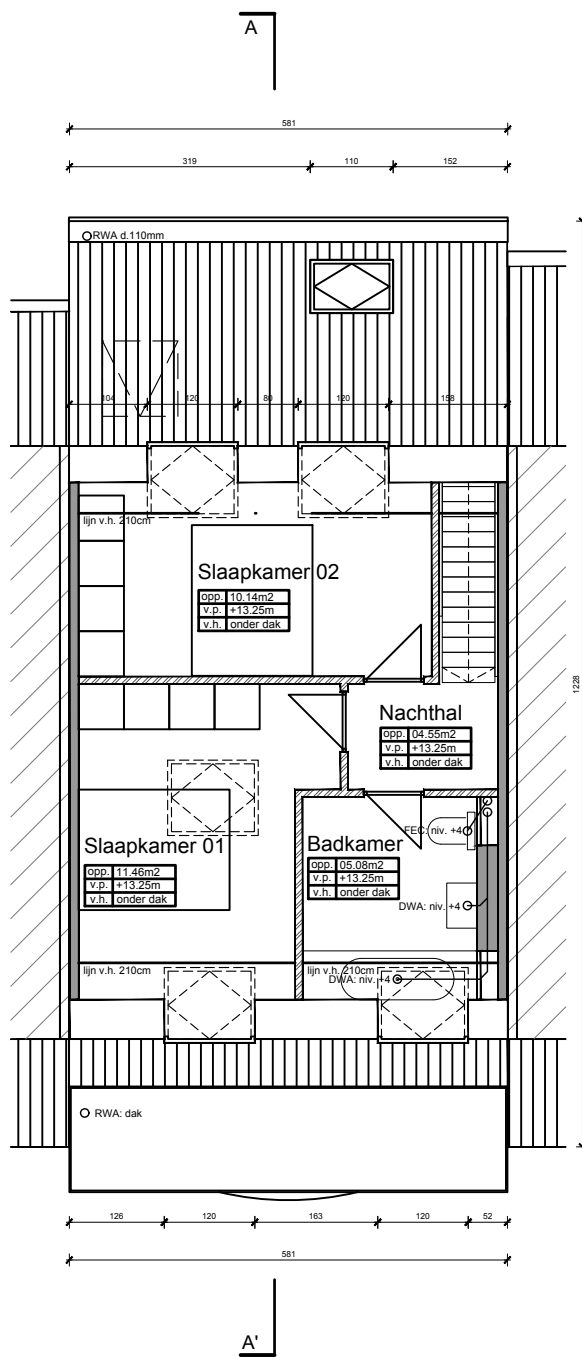 A
581
319 110 152
RWA d.110mm
104 120 80 120 158
lijn v.h. 210cm
Slaapkamer 02
opp. 10.14m2
v.p. +13.25m
v.h. onder dak
1228
Nachthal
opp. 04.55m2
v.p. +13.25m
v.h. onder dak
Slaapkamer 01
opp. 11.46m2
v.p. +13.25m
v.h. onder dak
Badkamer
opp. 05.08m2
v.p. +13.25m
v.h. onder dak
FEC: niv. +4
DWA: niv. +4
lijn v.h. 210cm
lijn v.h. 210cm
DWA: niv. +4
RWA: dak
126 120 163 120 52
581
A'